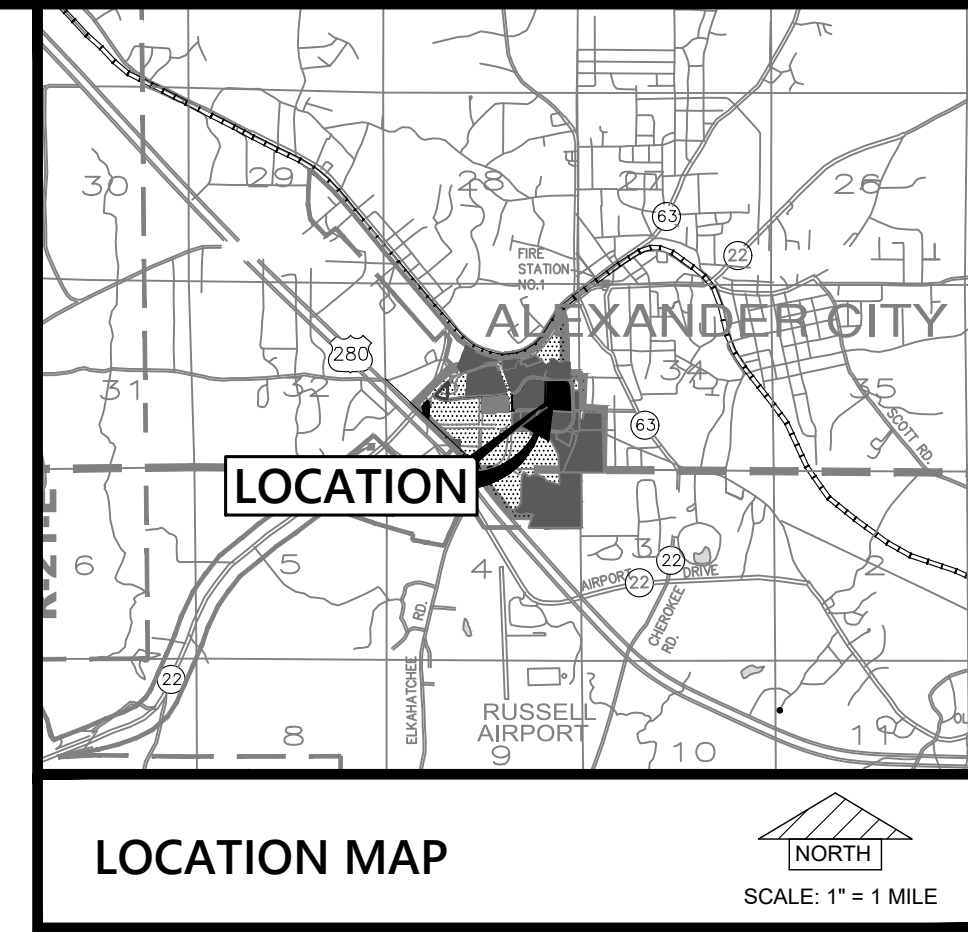 30
29
28
27
26
63
22
FIRE
STATION
NO.1
ALEXANDER CITY
280
31
32
34
35
63
SCOTT RD.
LOCATION
6
5
4
3
2
22
AIRPORT
22
DRIVE
CHEROKEE
RD.
ELKAHATCHEE
RD.
22
RUSSELL
AIRPORT
8
9
10
11
LOCATION MAP
NORTH
SCALE: 1" = 1 MILE